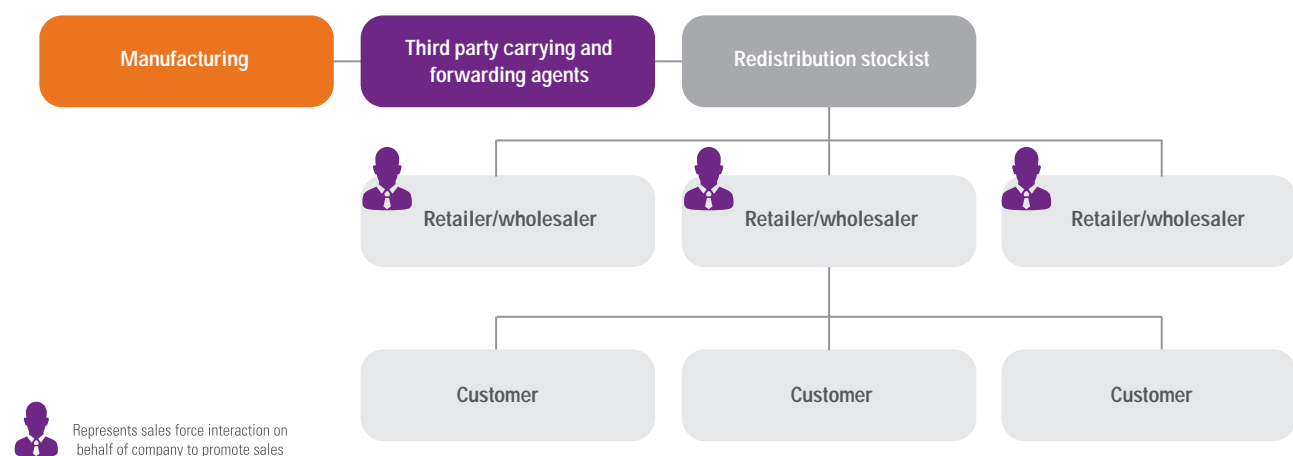 Manufacturing
Third party carrying and
forwarding agents
Redistribution stockist
Retailer/wholesaler
Retailer/wholesaler
Retailer/wholesaler
Customer
Customer
Customer
Represents sales force interaction on
behalf of company to promote sales